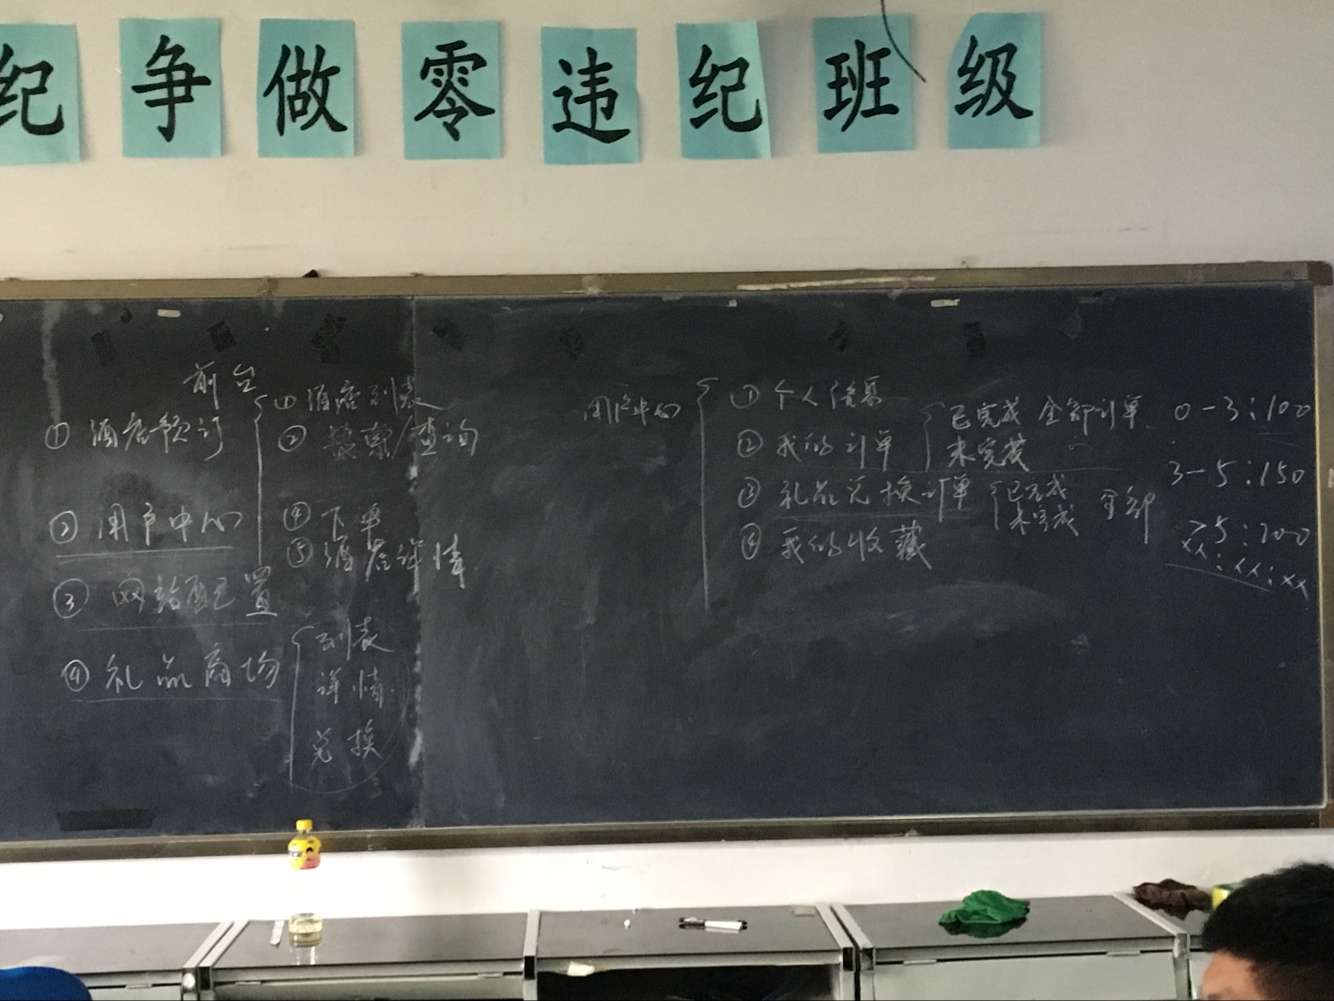 纪争做零违纪班级
前台
① 酒店预订
② 用户中心
③ 网站配置
④ 礼品商场
① 酒店列表
② 搜索/查询
④ 下单
⑤ 酒店详情
列表
详情
兑换
用户中心
① 个人信息
② 我的订单
已完成 全部订单
未完成
③ 礼品兑换订单
已完成
未完成 全部
④ 我的收藏
0-3:100
3-5:150
>5:200
xx:xx:xx